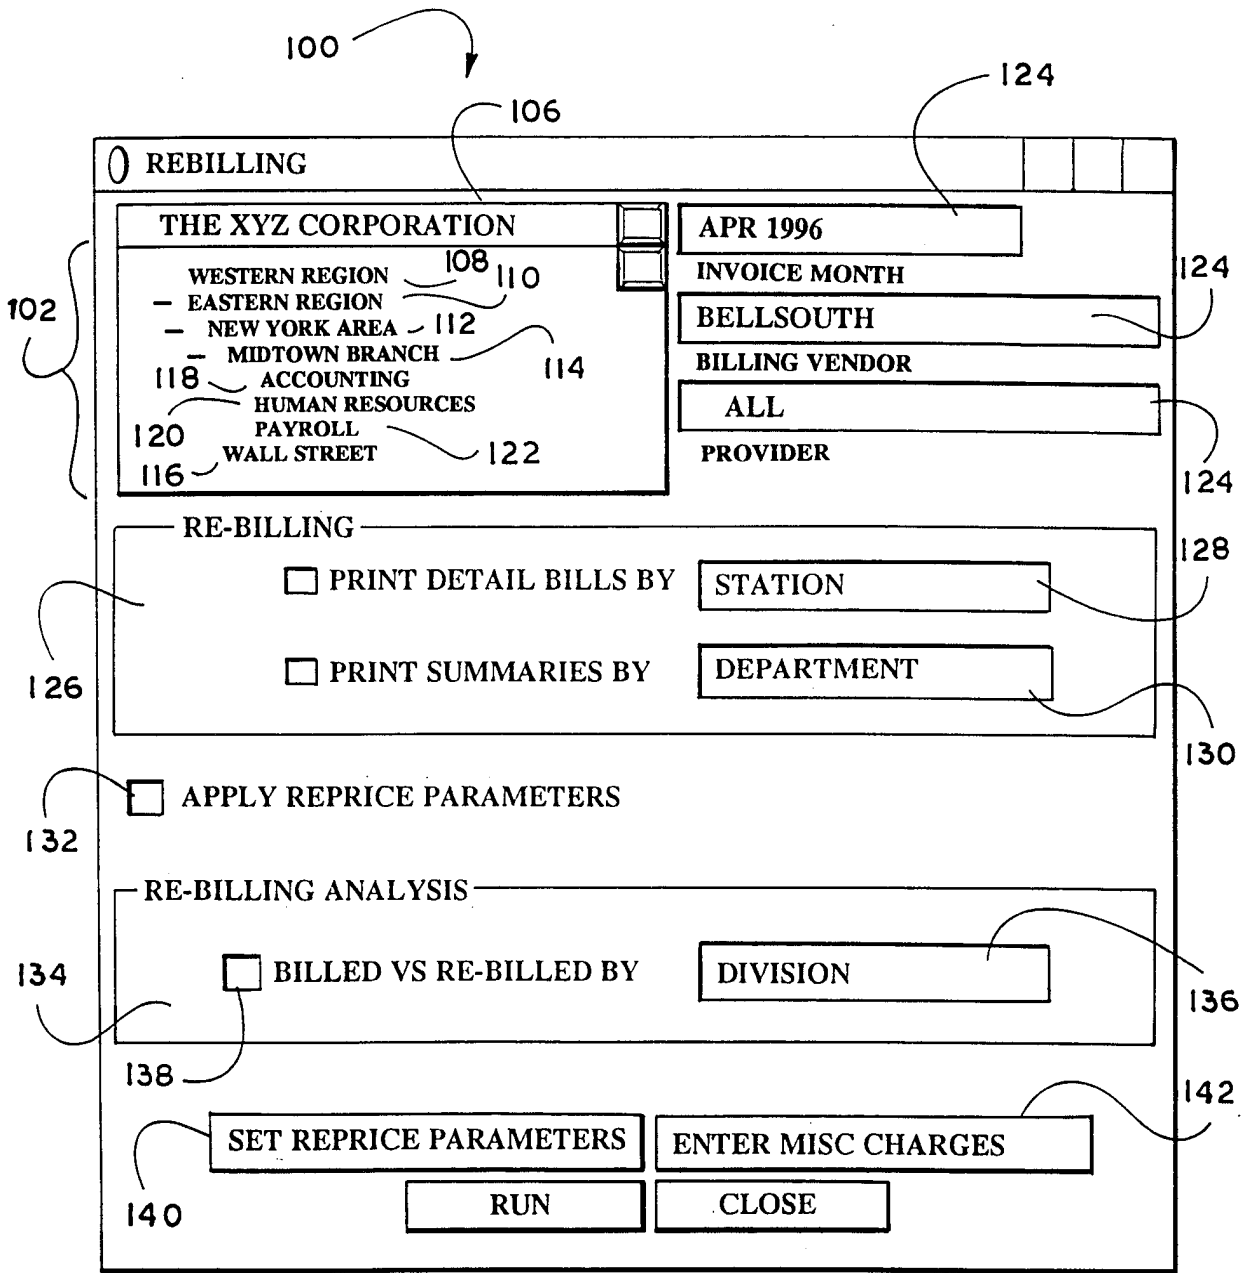 100
124
106
REBILLING
THE XYZ CORPORATION
APR 1996
INVOICE MONTH
WESTERN REGION 108
110
124
- EASTERN REGION
102
BELLSOUTH
- NEW YORK AREA 112
- MIDTOWN BRANCH
114
BILLING VENDOR
118 ACCOUNTING
HUMAN RESOURCES
ALL
120
PAYROLL
122
WALL STREET
116
PROVIDER
124
RE-BILLING
128
PRINT DETAIL BILLS BY STATION
126
PRINT SUMMARIES BY DEPARTMENT
130
APPLY REPRICE PARAMETERS
132
RE-BILLING ANALYSIS
134
BILLED VS RE-BILLED BY DIVISION
136
138
142
SET REPRICE PARAMETERS ENTER MISC CHARGES
140
RUN CLOSE